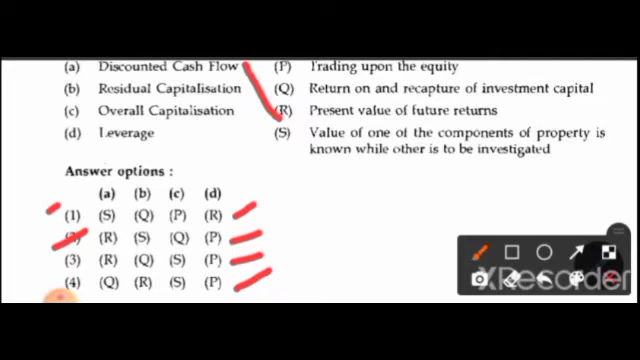 (a) Discounted Cash Flow (P) Trading upon the equity
(b) Residual Capitalisation (Q) Return on and recapture of investment capital
(c) Overall Capitalisation (R) Present value of future returns
(d) Leverage (S) Value of one of the components of property is
known while other is to be investigated
Answer options :
(a) (b) (c) (d)
(1) (S) (Q) (P) (R)
(2) (R) (S) (Q) (P)
(3) (R) (Q) (S) (P)
(4) (Q) (R) (S) (P)
XRecorder